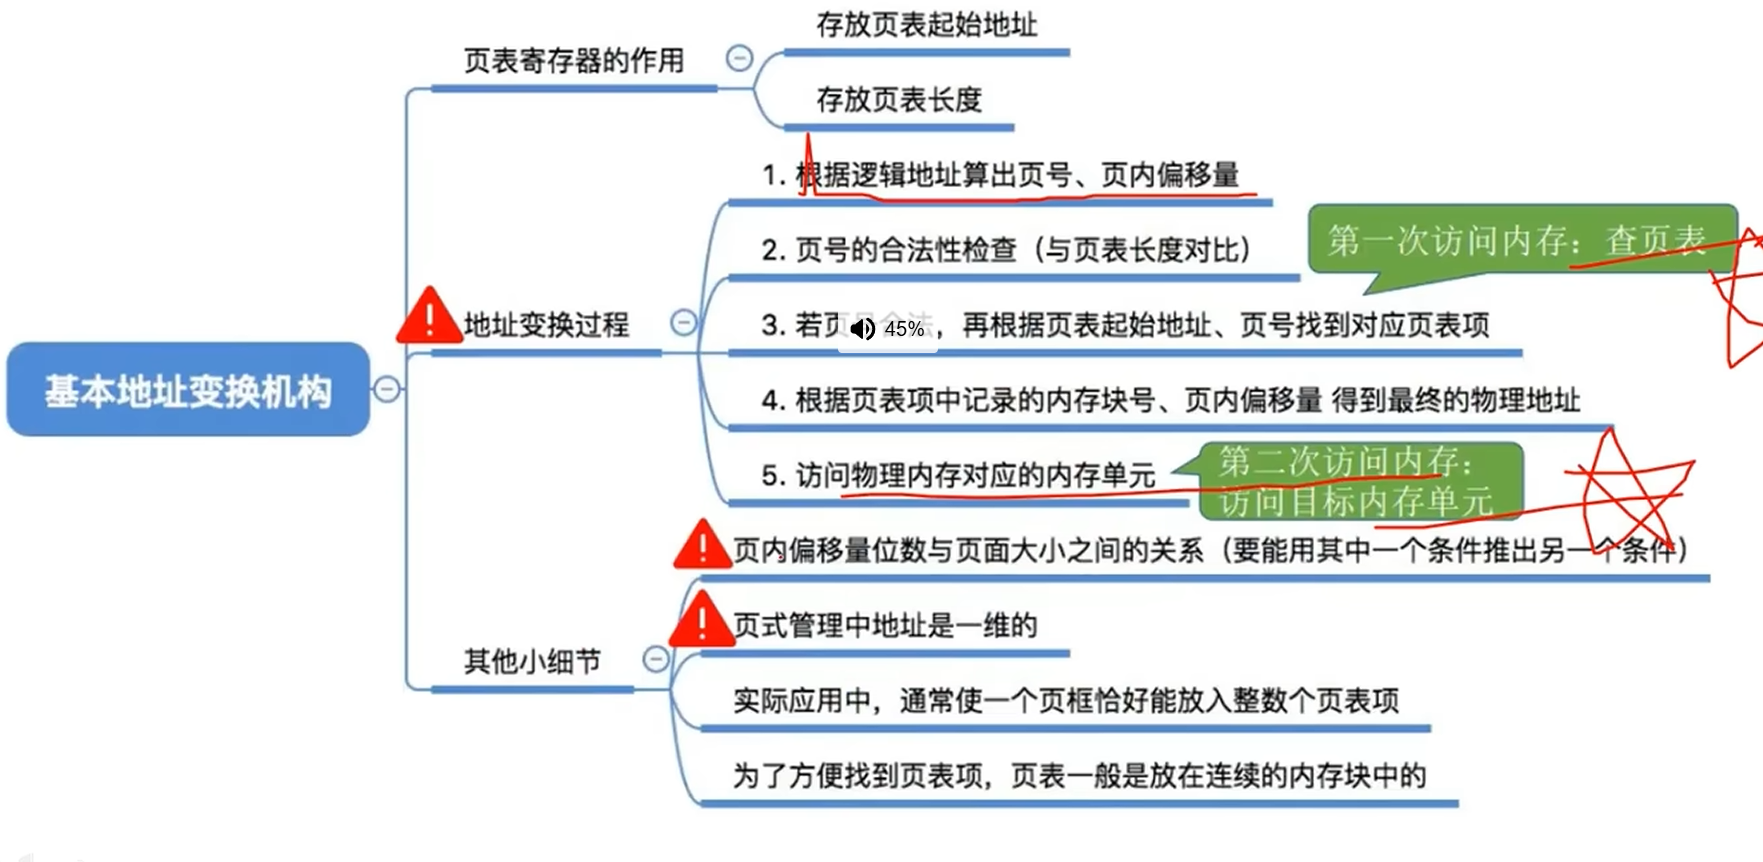 存放页表起始地址
页表寄存器的作用
存放页表长度
1. 根据逻辑地址算出页号、页内偏移量
2. 页号的合法性检查（与页表长度对比）
第一次访问内存：查页表
地址变换过程
3. 若页号合法，再根据页表起始地址、页号找到对应页表项
45%
基本地址变换机构
4. 根据页表项中记录的内存块号、页内偏移量 得到最终的物理地址
5. 访问物理内存对应的内存单元
第二次访问内存：
访问目标内存单元
页内偏移量位数与页面大小之间的关系（要能用其中一个条件推出另一个条件）
页式管理中地址是一维的
其他小细节
实际应用中，通常使一个页框恰好能放入整数个页表项
为了方便找到页表项，页表一般是放在连续的内存块中的